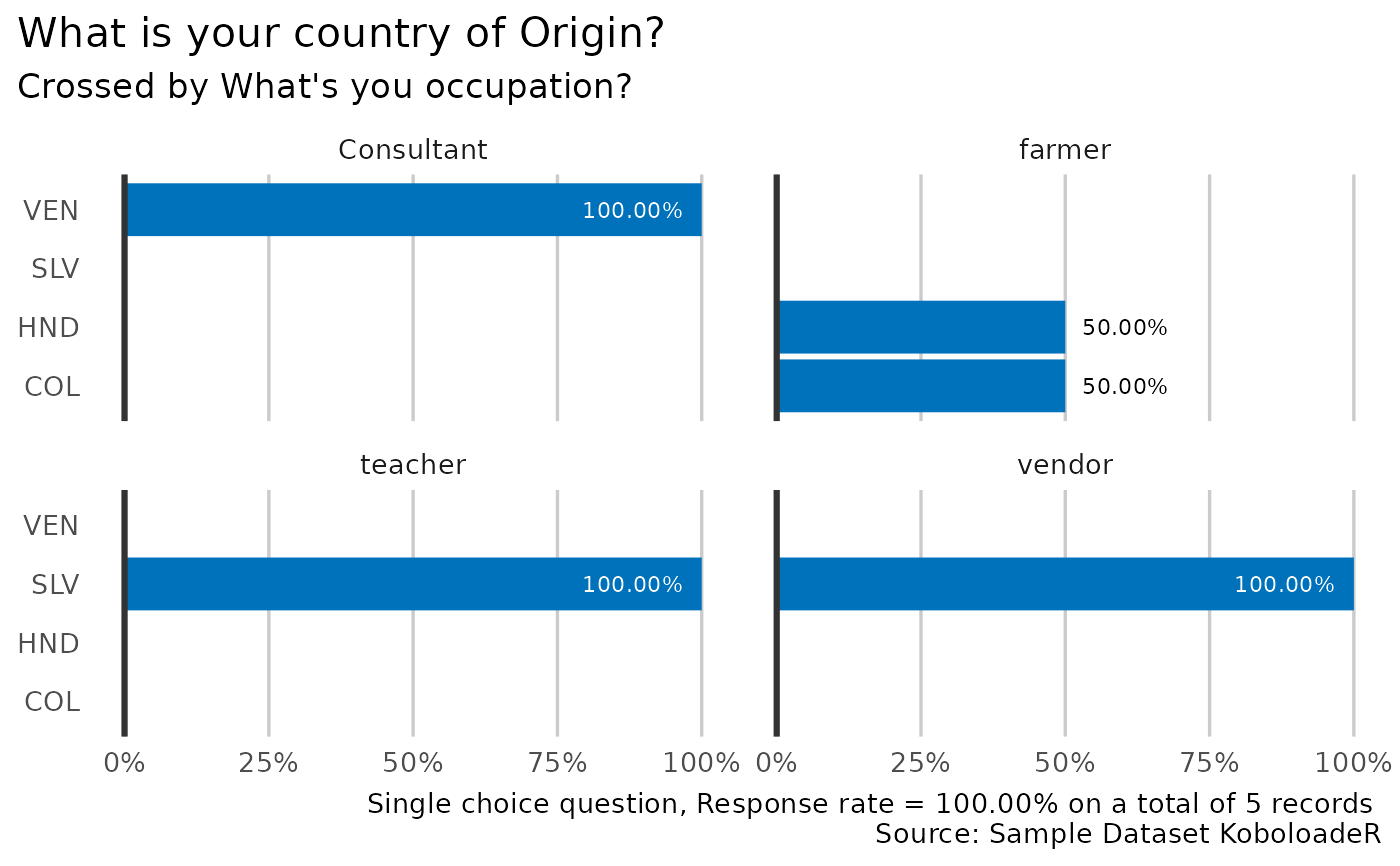 What is your country of Origin?
Crossed by What's you occupation?
Consultant
farmer
VEN
100.00%
SLV
HND
50.00%
COL
50.00%
teacher
vendor
VEN
SLV
100.00%
100.00%
HND
COL
0%
25%
50%
75%
100%
0%
25%
50%
75%
100%
Single choice question, Response rate = 100.00% on a total of 5 records
Source: Sample Dataset KoboloadeR